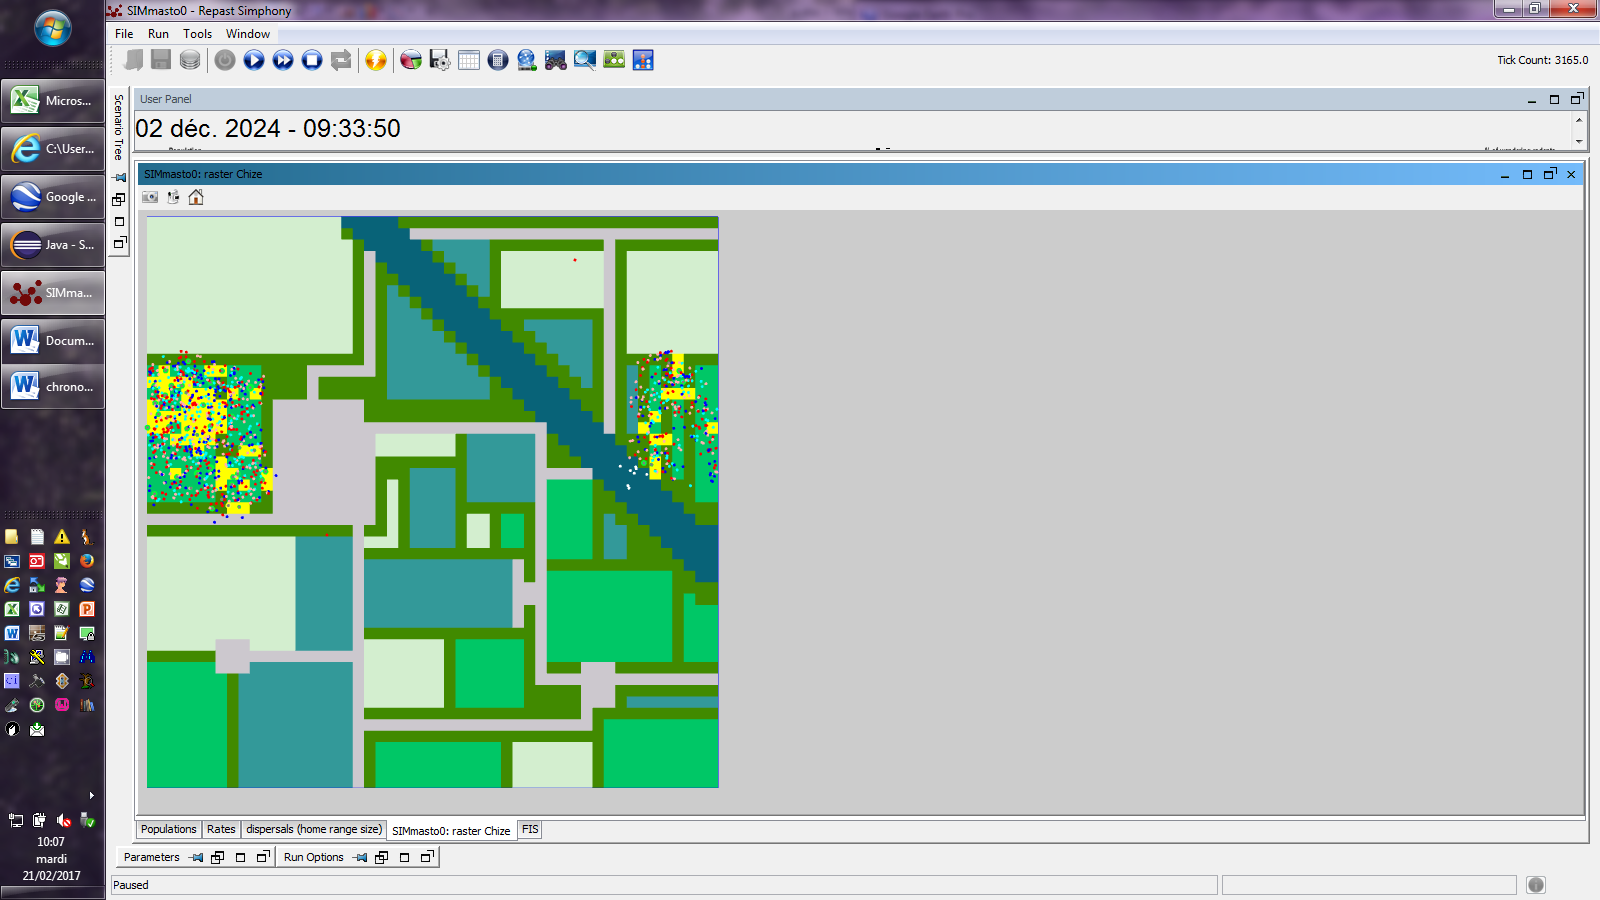 SIMmasto0 - Repast Simphony
File Run Tools Window
Tick Count: 3165.0
Scenario Tree
User Panel
02 déc. 2024 - 09:33:50
SIMmasto0: raster Chize
Micros...
C:\User...
Google ...
Java - S...
SIMma...
Docum...
chrono...
Populations Rates dispersals (home range size) SIMmasto0: raster Chize FIS
Parameters Run Options
Paused
10:07
mardi
21/02/2017